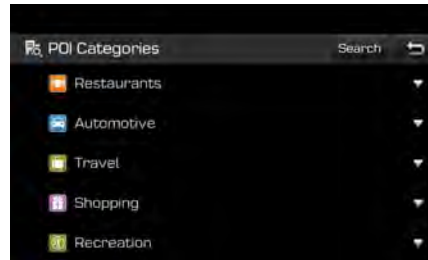 POI Categories Search
Restaurants
Automotive
Travel
Shopping
Recreation